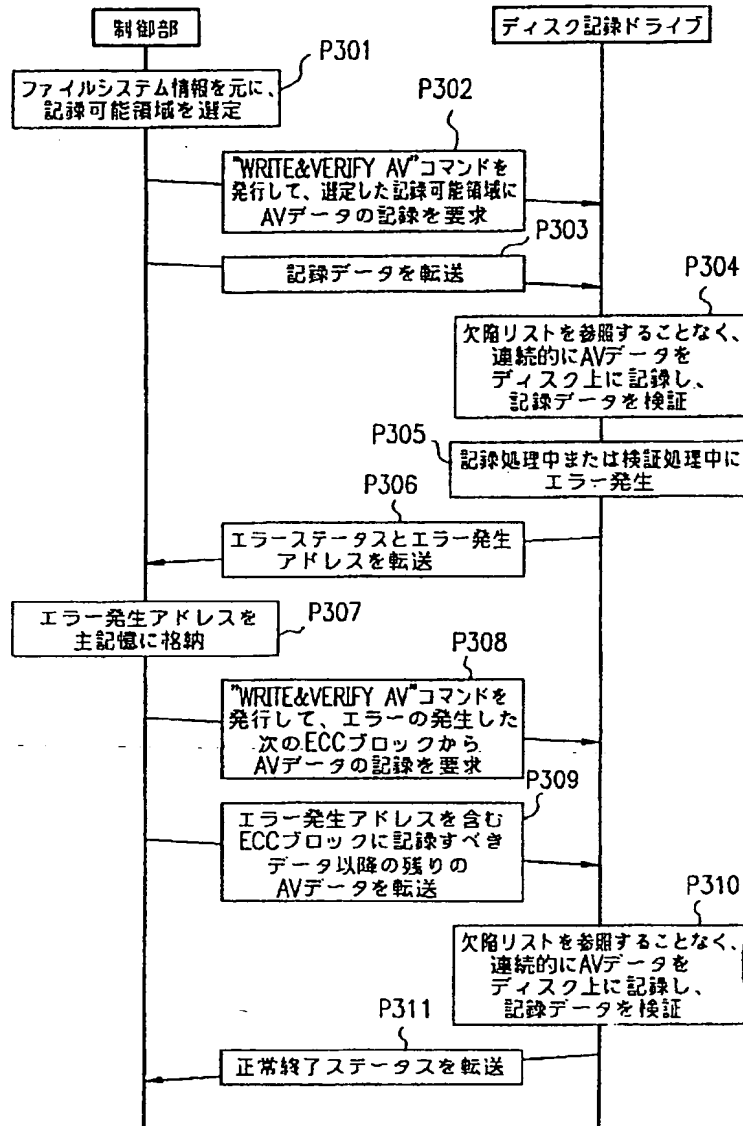 制御部
ディスク記録ドライブ
P301
ファイルシステム情報を元に、
記録可能領域を選定
P302
"WRITE&VERIFY AV"コマンドを
発行して、選定した記録可能領域に
AVデータの記録を要求
P303
記録データを転送
P304
欠陥リストを参照することなく、
連続的にAVデータを
ディスク上に記録し、
記録データを検証
P305
記録処理中または検証処理中に
エラー発生
P306
エラーステータスとエラー発生
アドレスを転送
エラー発生アドレスを
主記憶に格納
P307
P308
"WRITE&VERIFY AV"コマンドを
発行して、エラーの発生した
次のECCブロックから
AVデータの記録を要求
P309
エラー発生アドレスを含む
ECCブロックに記録すべき
データ以降の残りの
AVデータを転送
P310
欠陥リストを参照することなく、
連続的にAVデータを
ディスク上に記録し、
記録データを検証
P311
正常終了ステータスを転送